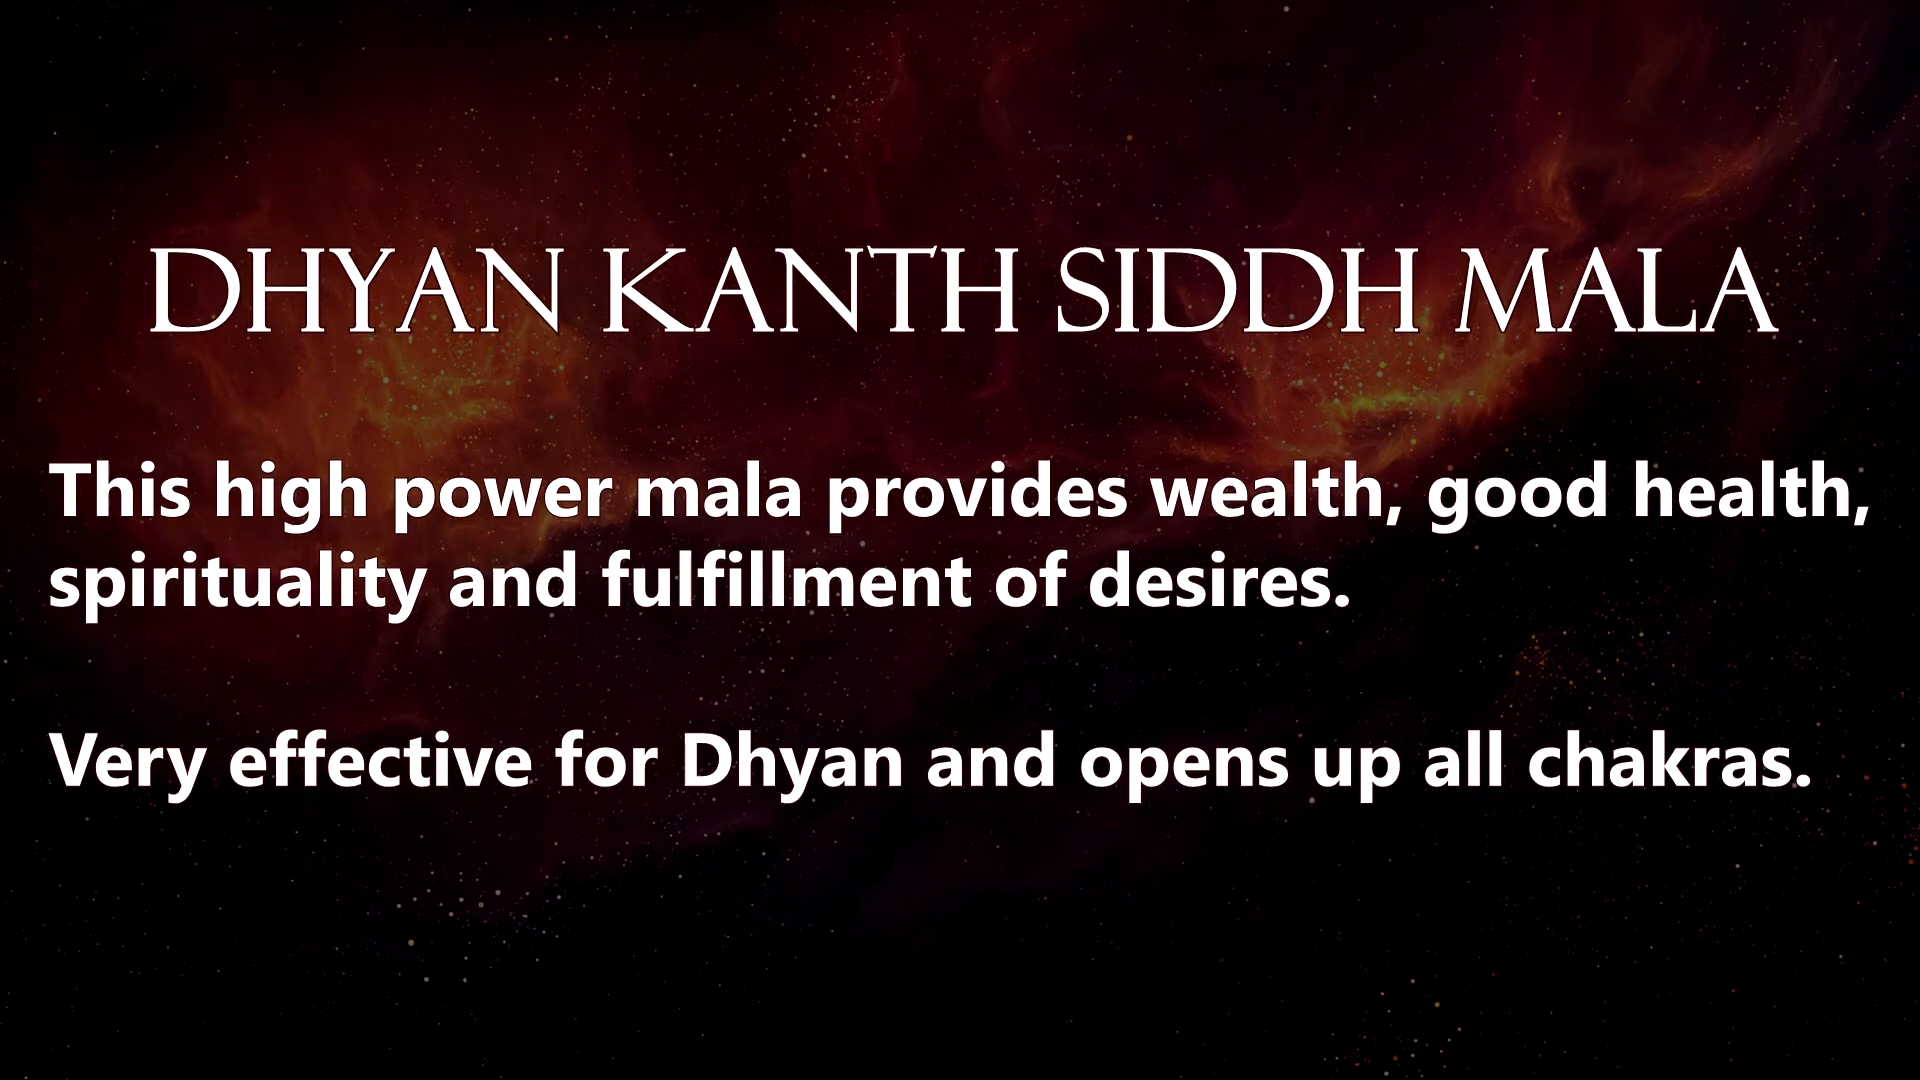 DHYAN KANTH SIDDH MALA
This high power mala provides wealth, good health,
spirituality and fulfillment of desires.
Very effective for Dhyan and opens up all chakras.